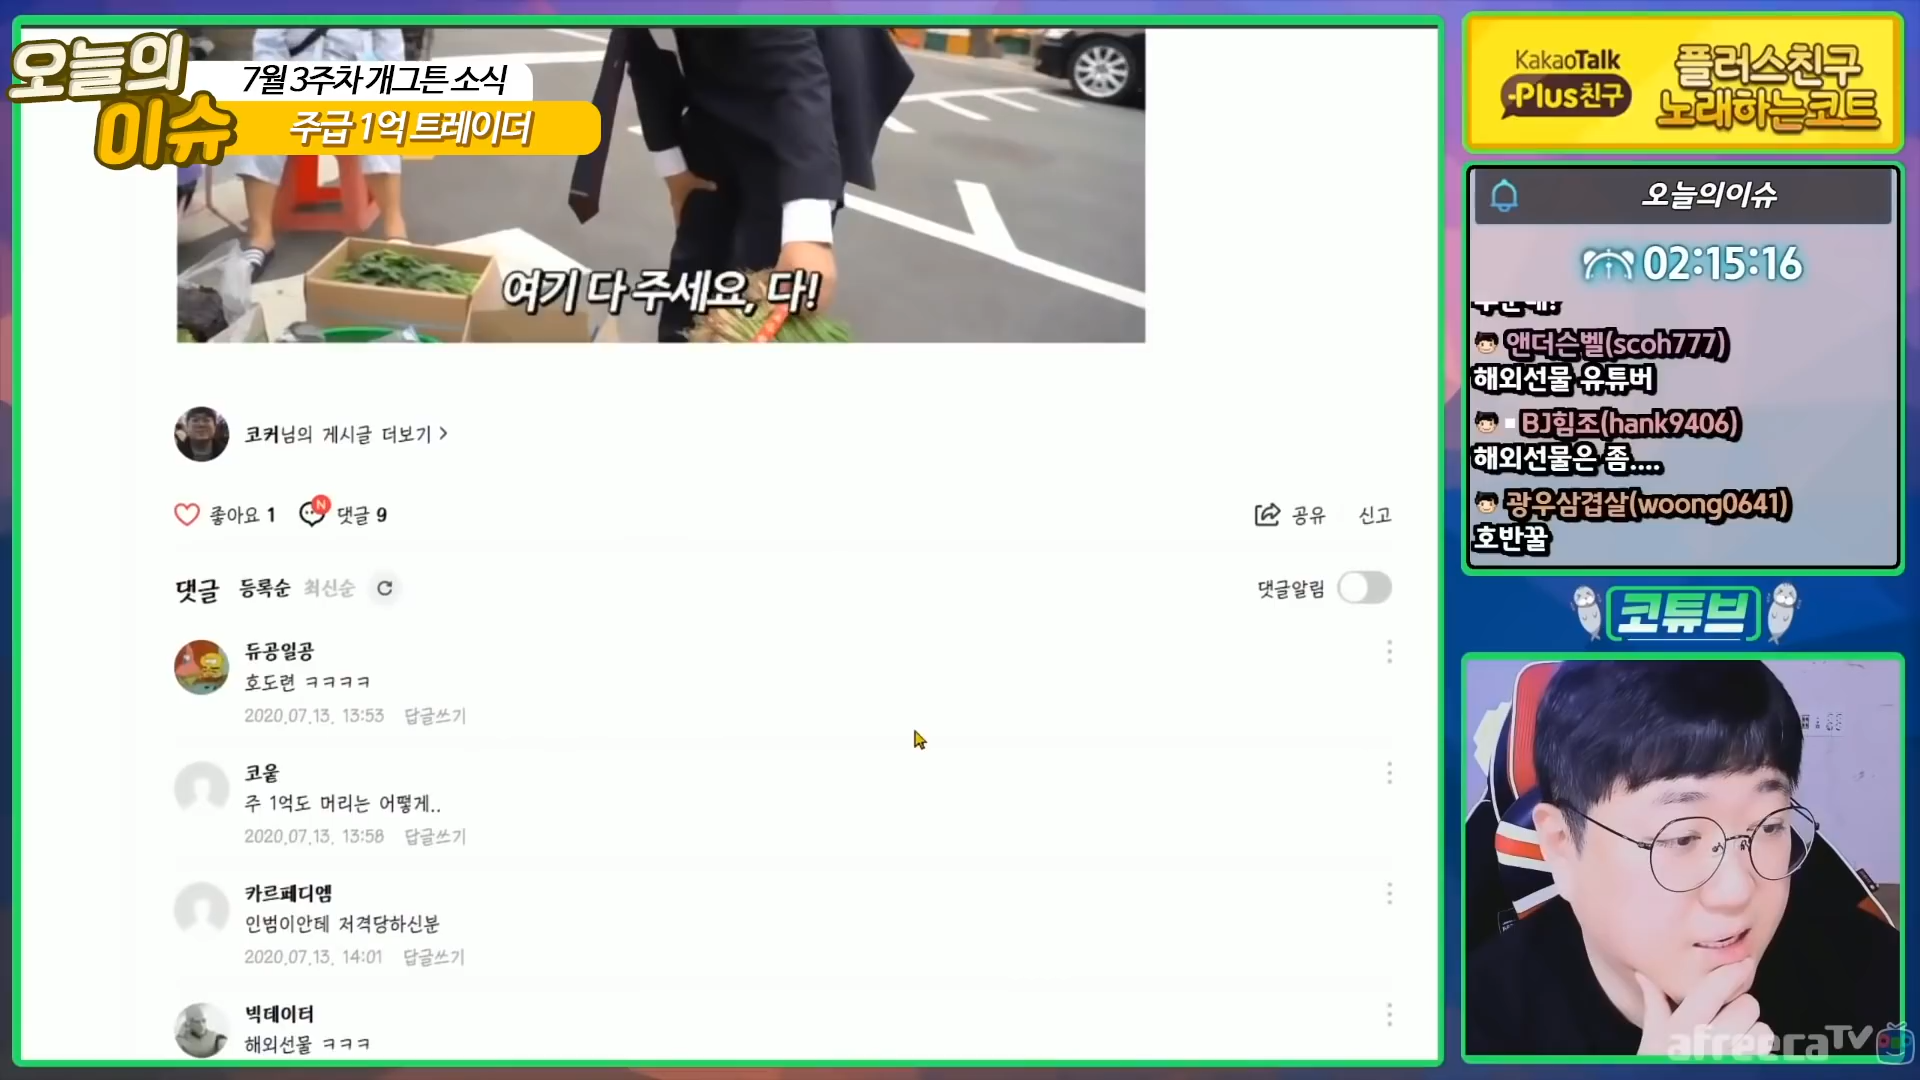 오늘의
이슈
7월 3주차 개그튼 소식
주급 1억 트레이더
여기 다 주세요, 다!
코커님의 게시글 더보기 >
좋아요 1
N
댓글 9
공유
신고
댓글 등록순 최신순
댓글알림
듀공일공
호도련 ㅋㅋㅋㅋ
2020.07.13. 13:53 답글쓰기
코웉
주 1억도 머리는 어떻게..
2020.07.13. 13:58 답글쓰기
카르페디엠
인범이안테 저격당하신분
2020.07.13. 14:01 답글쓰기
빅데이터
해외선물 ㅋㅋㅋ
KakaoTalk
Plus친구
플러스친구
노래하는코트
오늘의이슈
02:15:16
앤더슨벨(scoh777)
해외선물 유튜버
BJ힘조(hank9406)
해외선물은 좀....
광우삼겹살(woong0641)
호반꿀
코튜브
afreecaTV